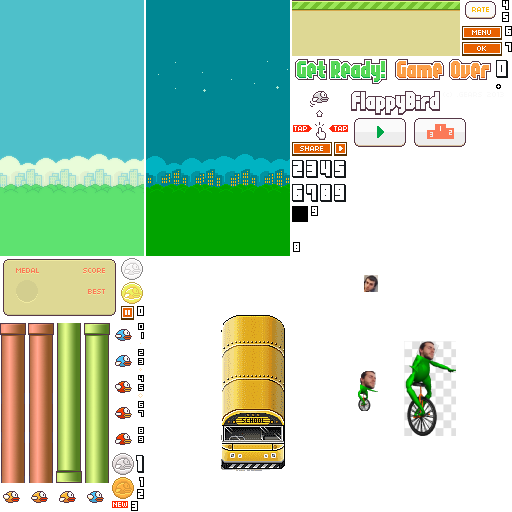 RATE
MENU
OK
Get Ready!
Game Over
FlappyBird
TAP
TAP
SHARE
2345
6789
MEDAL
SCORE
BEST
SCHOOL
NEW